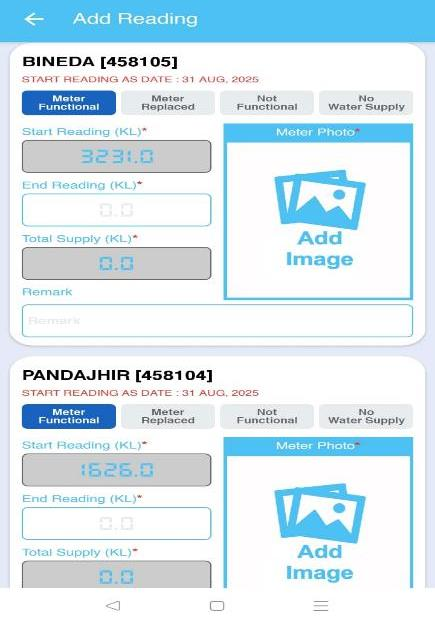 Add Reading
BINEDA [458105]
START READING AS DATE : 31 AUG, 2025
Meter Functional
Meter Replaced
Not Functional
No Water Supply
Start Reading (KL)*
3231.0
Meter Photo*
Add Image
End Reading (KL)*
0.0
Total Supply (KL)*
0.0
Remark
Remark
PANDAJHIR [458104]
START READING AS DATE : 31 AUG, 2025
Meter Functional
Meter Replaced
Not Functional
No Water Supply
Start Reading (KL)*
1626.0
Meter Photo*
Add Image
End Reading (KL)*
0.0
Total Supply (KL)*
0.0